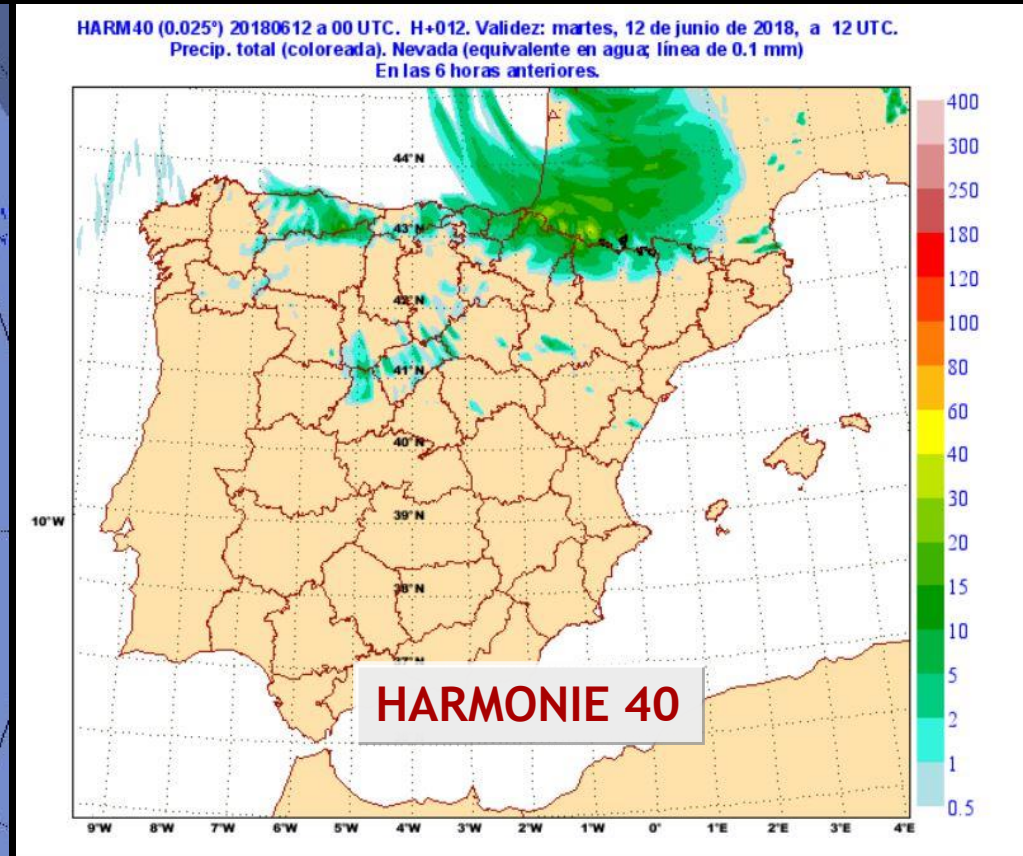 HARM40 (0.025°) 20180612 a 00 UTC. H+012. Validez: martes, 12 de junio de 2018, a 12 UTC.
Precip. total (coloreada). Nevada (equivalente en agua; línea de 0.1 mm)
En las 6 horas anteriores.
44°N
43°N
42°N
41°N
40°N
39°N
38°N
37°N
10°W
HARMONIE 40
9°W 8°W 7°W 6°W 5°W 4°W 3°W 2°W 1°W 0° 1°E 2°E 3°E 4°E
400
300
250
180
120
100
80
60
40
30
20
15
10
5
2
1
0.5